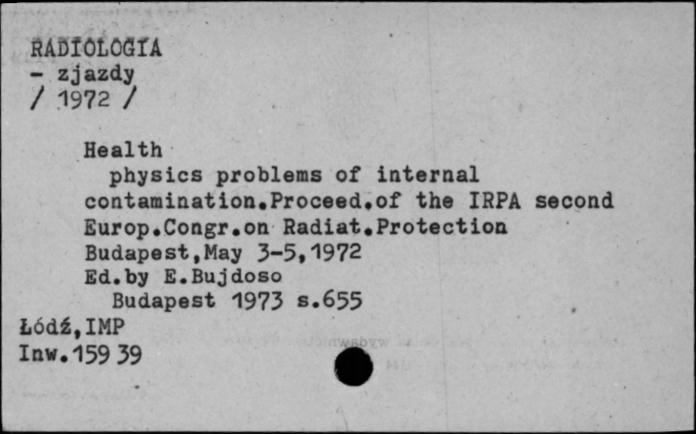 RADIOLOGIA
- zjazdy
/ 1972 /
Health
physics problems of internal
contamination.Proceed.of the IRPA second
Europ.Congr.on Radiat.Protection
Budapest,May 3-5,1972
Ed.by E.Bujdoso
Budapest 1973 s.655
Łódź,IMP
Inw.159 39